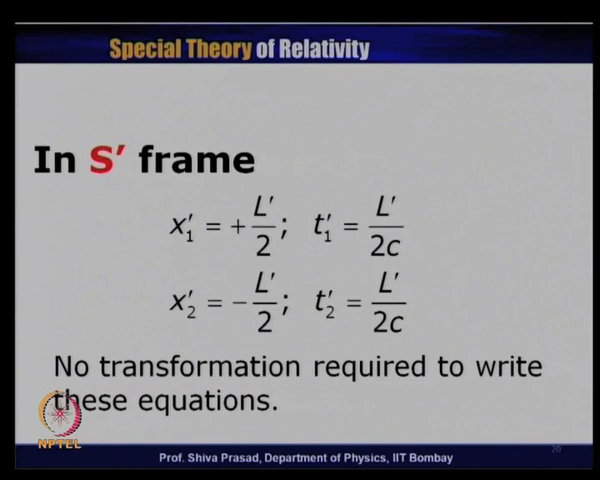 Special Theory of Relativity
In S′ frame
x′₁ = + L′/2; t′₁ = L′/2c
x′₂ = − L′/2; t′₂ = L′/2c
No transformation required to write
these equations.
NPTEL
20
Prof. Shiva Prasad, Department of Physics, IIT Bombay